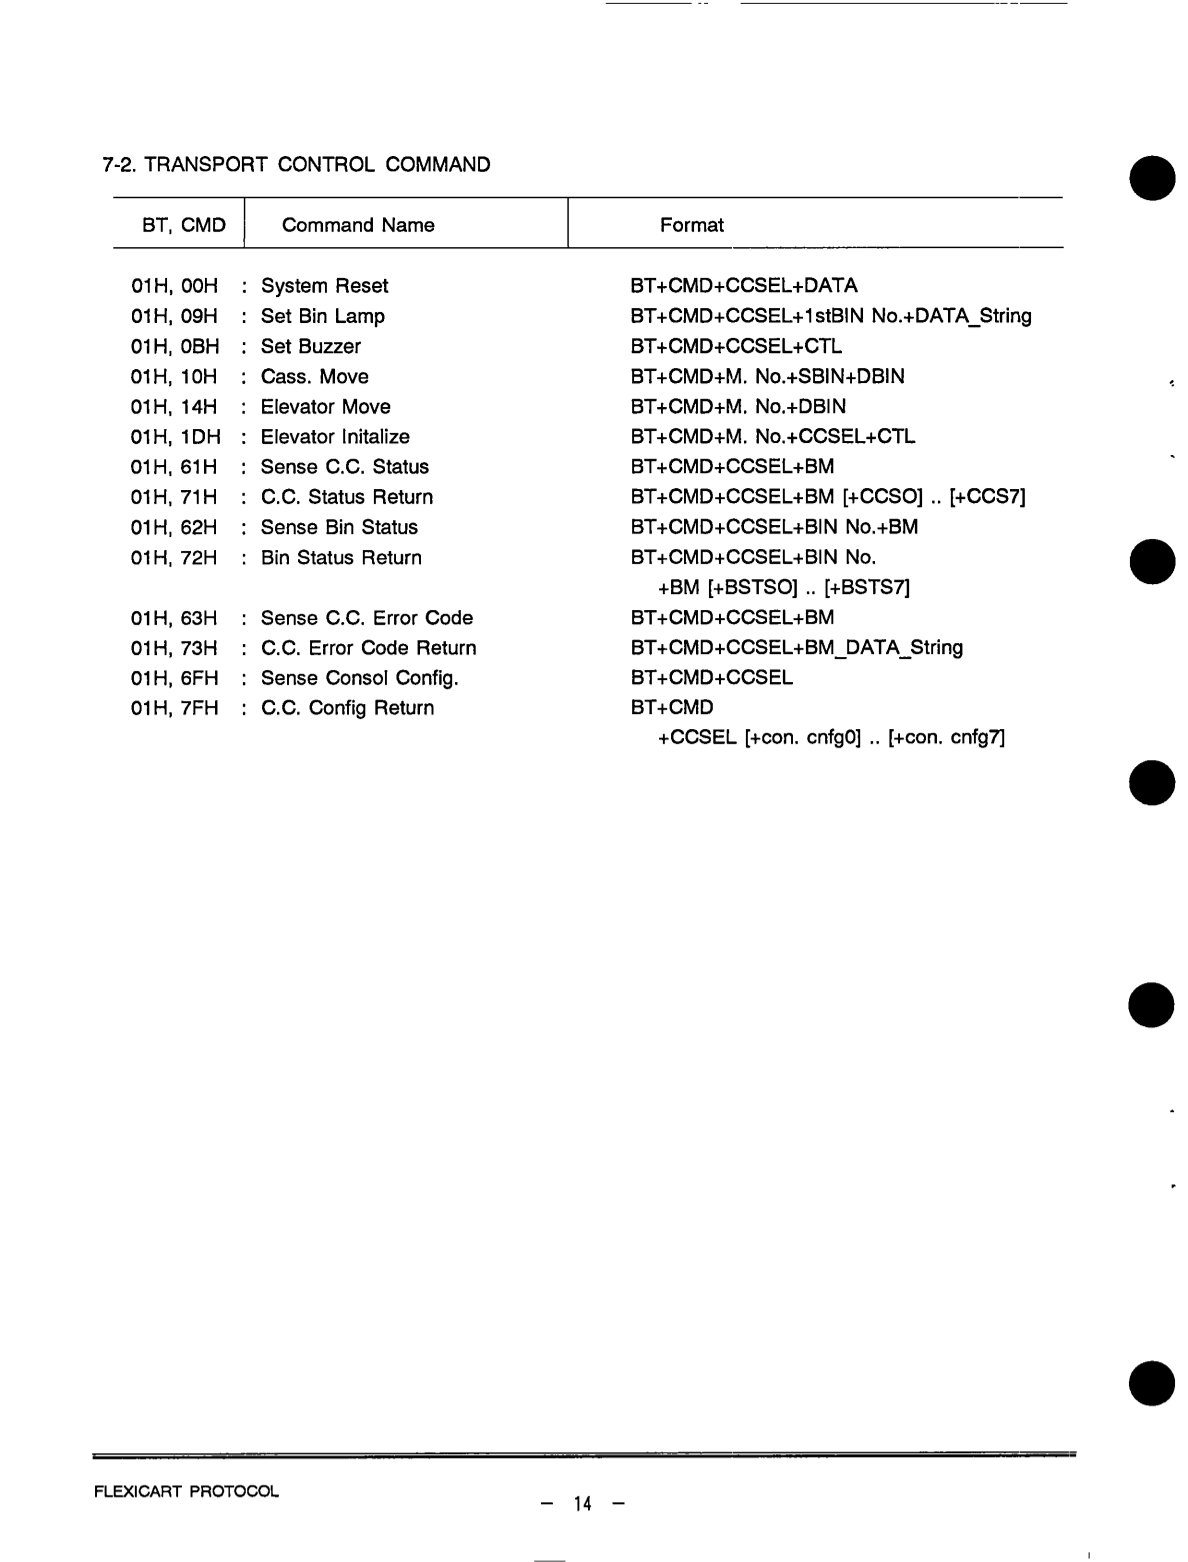 7-2. TRANSPORT CONTROL COMMAND
BT, CMD Command Name Format
01H, 00H : System Reset BT+CMD+CCSEL+DATA
01H, 09H : Set Bin Lamp BT+CMD+CCSEL+1stBIN No.+DATA_String
01H, 0BH : Set Buzzer BT+CMD+CCSEL+CTL
01H, 10H : Cass. Move BT+CMD+M. No.+SBIN+DBIN
01H, 14H : Elevator Move BT+CMD+M. No.+DBIN
01H, 1DH : Elevator Initalize BT+CMD+M. No.+CCSEL+CTL
01H, 61H : Sense C.C. Status BT+CMD+CCSEL+BM
01H, 71H : C.C. Status Return BT+CMD+CCSEL+BM [+CCSO] .. [+CCS7]
01H, 62H : Sense Bin Status BT+CMD+CCSEL+BIN No.+BM
01H, 72H : Bin Status Return BT+CMD+CCSEL+BIN No.
+BM [+BSTSO] .. [+BSTS7]
01H, 63H : Sense C.C. Error Code BT+CMD+CCSEL+BM
01H, 73H : C.C. Error Code Return BT+CMD+CCSEL+BM_DATA_String
01H, 6FH : Sense Consol Config. BT+CMD+CCSEL
01H, 7FH : C.C. Config Return BT+CMD
+CCSEL [+con. cnfg0] .. [+con. cnfg7]
FLEXICART PROTOCOL
– 14 –